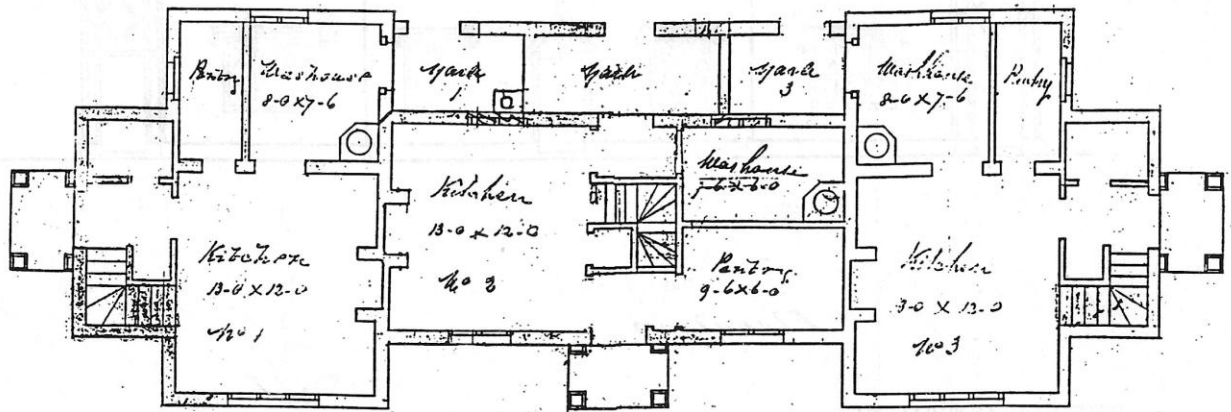 Pantry
Washouse
8-0 x 7-6
Yard
1
Yard
Yard
3
Washouse
8-0 x 7-6
Pantry
Kitchen
13-0 x 12-0
No 2
Washouse
Kitchen
13-0 x 12-0
No 1
Pantry
9-6 x 6-0
Kitchen
No 3